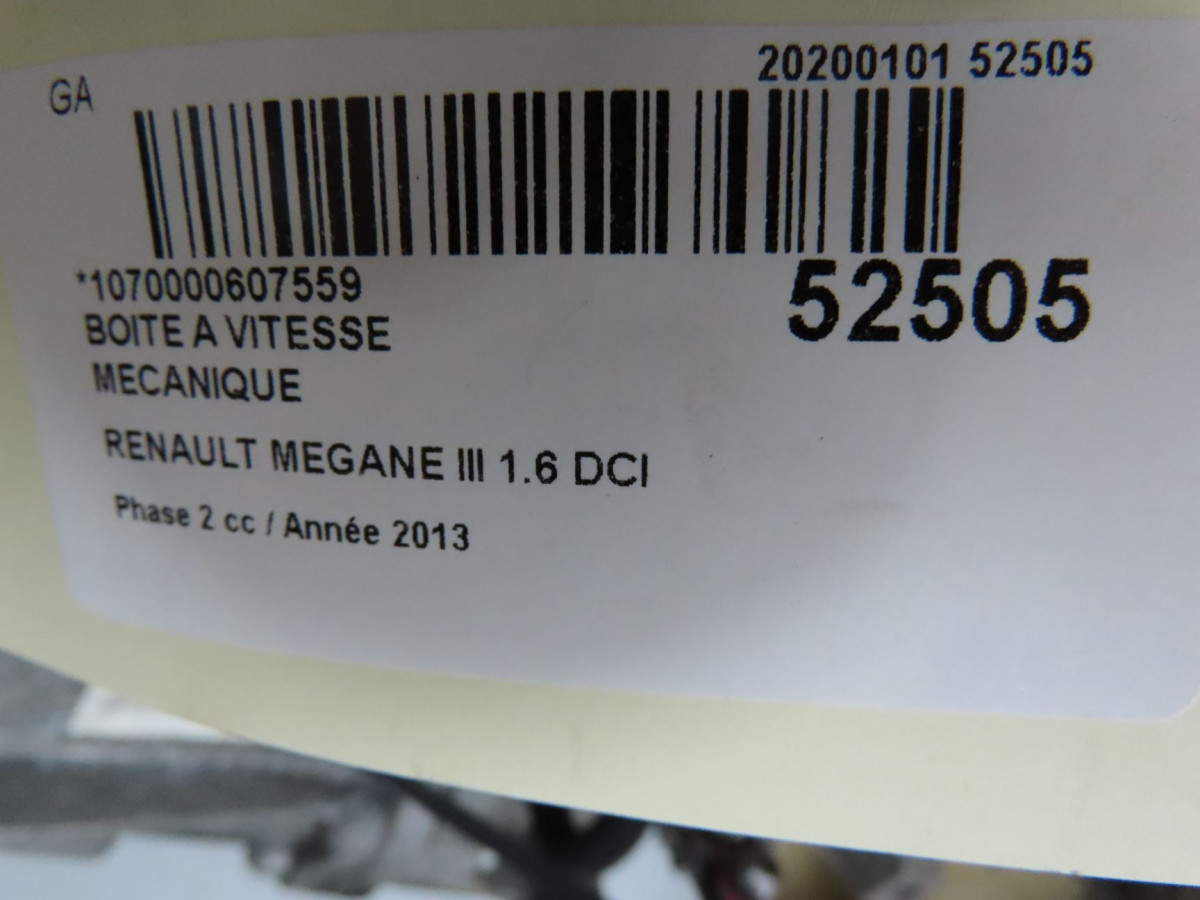 GA
20200101 52505
*1070000607559
52505
BOITE A VITESSE
MECANIQUE
RENAULT MEGANE III 1.6 DCI
Phase 2 cc / Année 2013